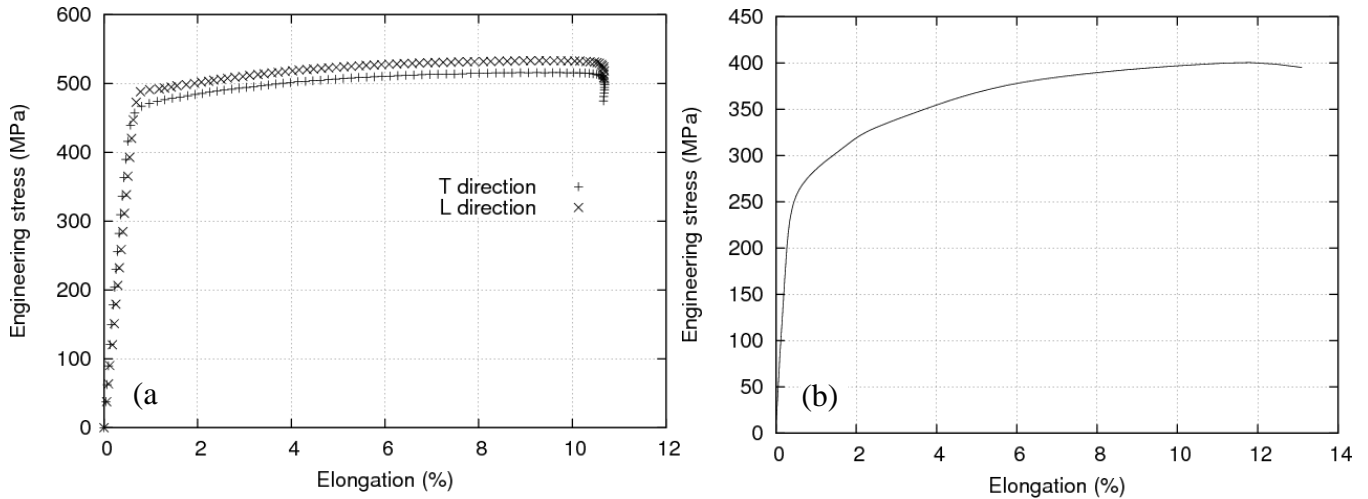 600
500
400
300
200
100
0
Engineering stress (MPa)
T direction
L direction
(a
0 2 4 6 8 10 12
Elongation (%)
450
400
350
300
250
200
150
100
50
0
Engineering stress (MPa)
(b)
0 2 4 6 8 10 12 14
Elongation (%)